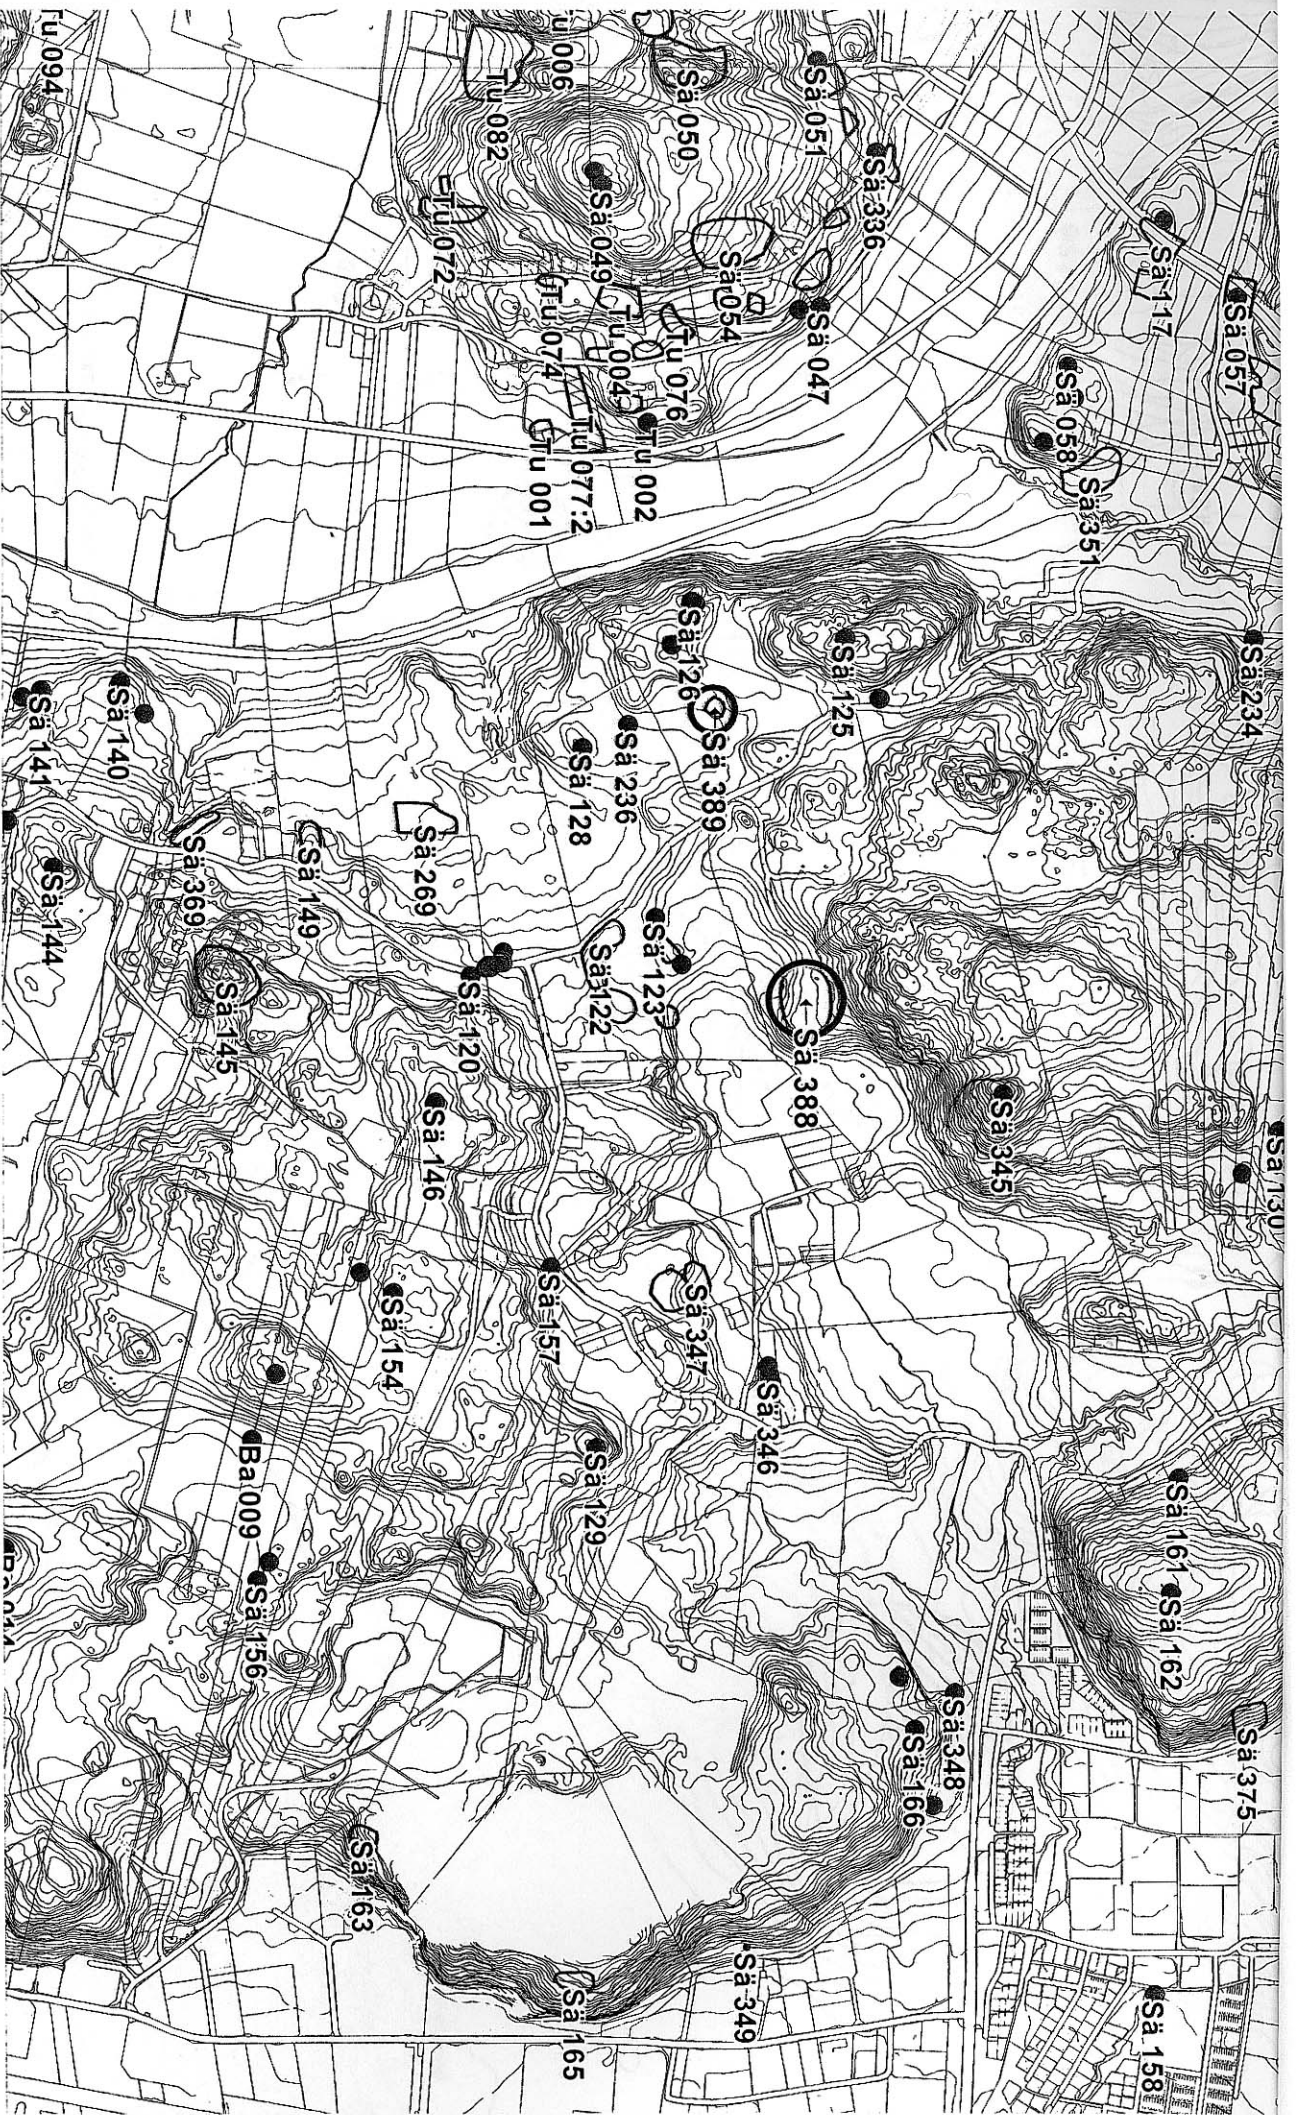 Sä 130
Sä 234
Sä 375
Sä 057
Sä 161
Sä 162
Sä 117
Sä 158
Sä 351
Sä 058
Sä 345
Sä 348
Sä 166
Sä 336
Sä 125
Sä 051
Sä 047
Sä 388
Sä 346
Sä 349
Sä 054
Sä 389
Sä 347
Sä 050
Sä 126
Tu 076
Sä 123
Tu 002
Sä 236
Tu 004
Sä 049
Sä 122
Sä 129
Sä 128
Tu 077:2
Sä 165
Tu 006
Tu 074
Sä 157
Tu 001
Tu 082
Sä 120
Tu 072
Sä 146
Sä 269
Sä 154
Sä 163
Sä 149
Ba 009
Sä 156
Sä 145
Sä 369
Sä 140
Tu 094
Sä 144
Sä 141